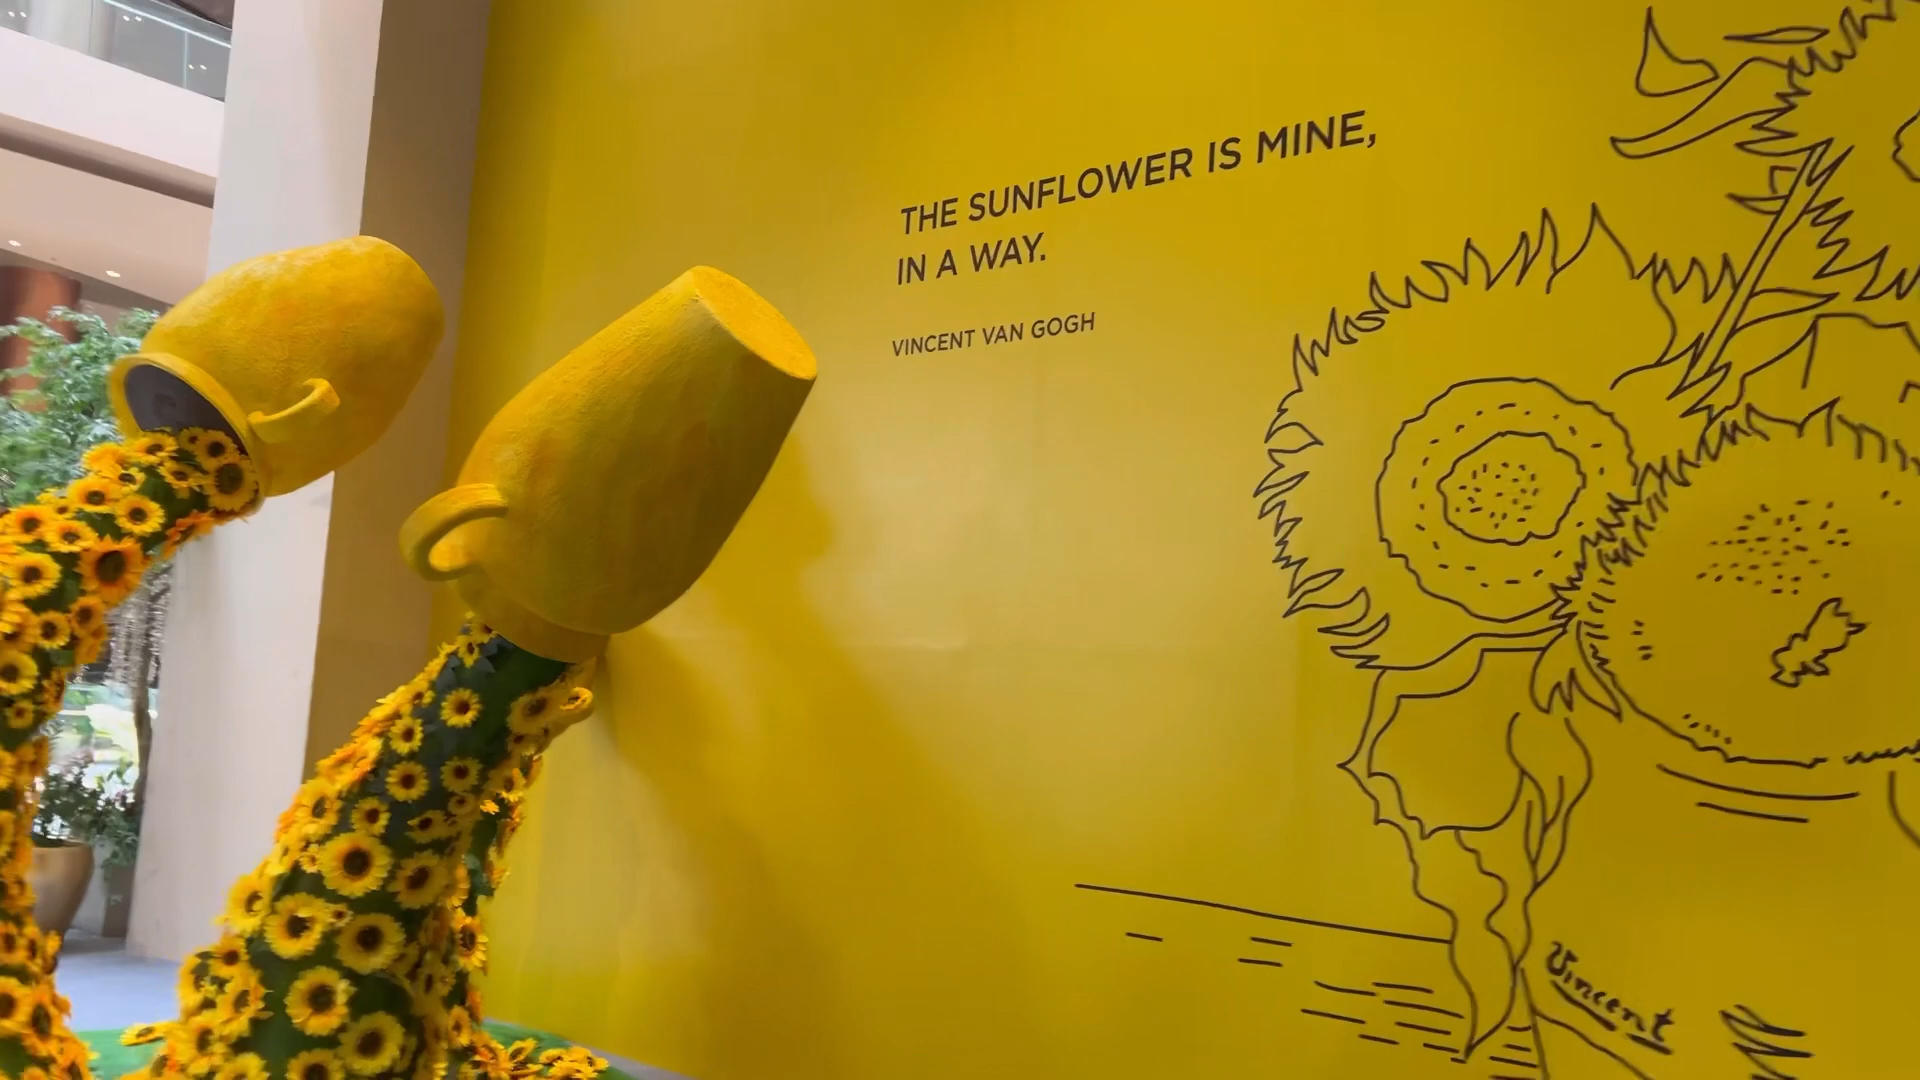 THE SUNFLOWER IS MINE,
IN A WAY.
VINCENT VAN GOGH
Vincent